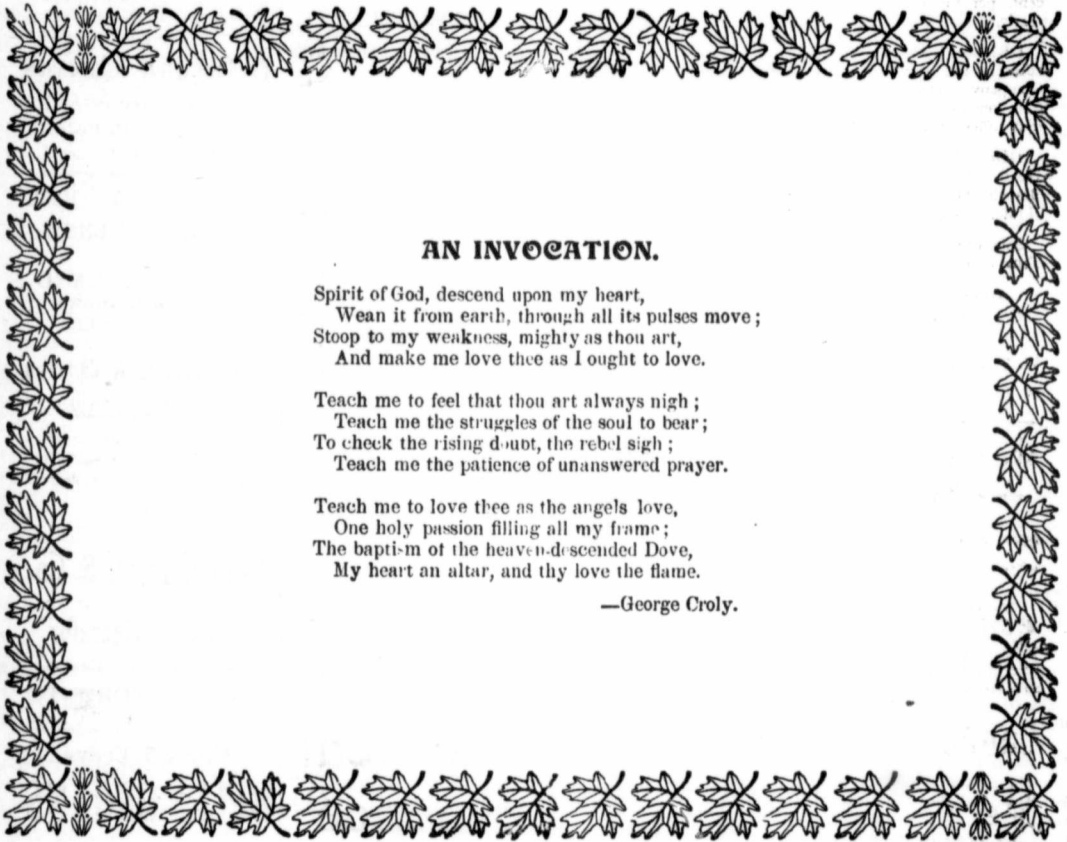 AN INVOCATION.
Spirit of God, descend upon my heart,
Wean it from earth, through all its pulses move;
Stoop to my weakness, mighty as thou art,
And make me love thee as I ought to love.
Teach me to feel that thou art always nigh;
Teach me the struggles of the soul to bear;
To check the rising doubt, the rebel sigh;
Teach me the patience of unanswered prayer.
Teach me to love thee as the angels love,
One holy passion filling all my frame;
The baptism of the heaven-descended Dove,
My heart an altar, and thy love the flame.
—George Croly.